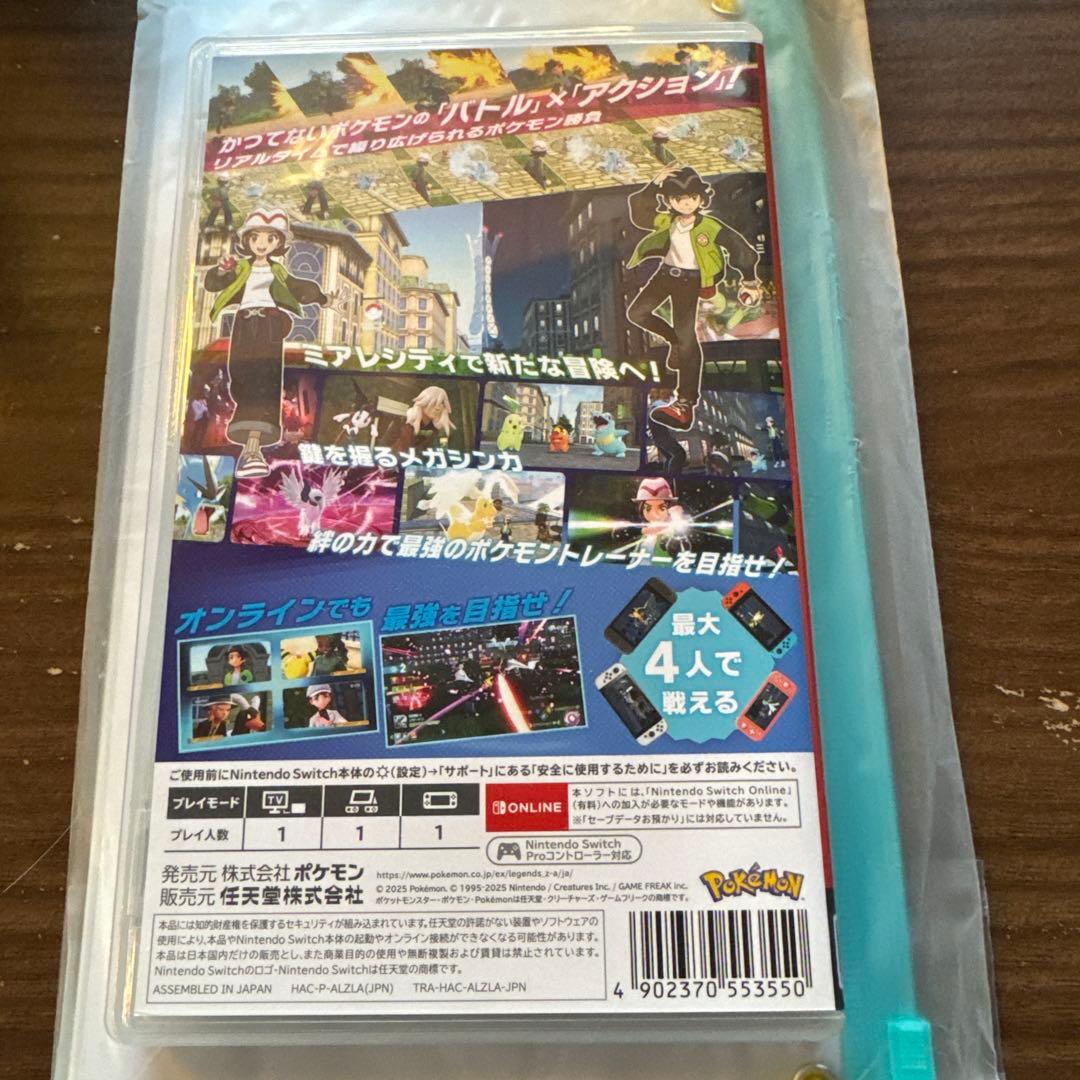 かつてないポケモンの「バトル」×「アクション」!
リアルタイムで繰り広げられるポケモン勝負
ミアレシティで新たな冒険へ!
鍵を握るメガシンカ
絆の力で最強のポケモントレーナーを目指せ!
オンラインでも 最強を目指せ!
最大
4人で
戦える
ご使用前にNintendo Switch本体の(設定)→「サポート」にある「安全に使用するために」を必ずお読みください。
プレイモード TV
プレイ人数 1 1 1
ONLINE
本ソフトには、「Nintendo Switch Online」
(有料)への加入が必要なモードや機能があります。
※「セーブデータお預かり」には対応していません。
Nintendo Switch
Proコントローラー対応
発売元 株式会社ポケモン
販売元 任天堂株式会社
https://www.pokemon.co.jp/ex/legends_z-a/ja/
© 2025 Pokémon. © 1995-2025 Nintendo / Creatures Inc. / GAME FREAK inc.
ポケットモンスター・ポケモン・Pokémonは任天堂・クリーチャーズ・ゲームフリークの商標です。
POKéMON
本品には知的財産権を保護するセキュリティが組み込まれています。任天堂の許諾がない装置やソフトウェアの
使用により、本品やNintendo Switch本体の起動やオンライン接続ができなくなる可能性があります。
本品は日本国内だけの販売とし、また商業目的の使用や無断複製および賃貸は禁止されています。
Nintendo Switchのロゴ・Nintendo Switchは任天堂の商標です。
ASSEMBLED IN JAPAN HAC-P-ALZLA(JPN) TRA-HAC-ALZLA-JPN
4 902370 553550